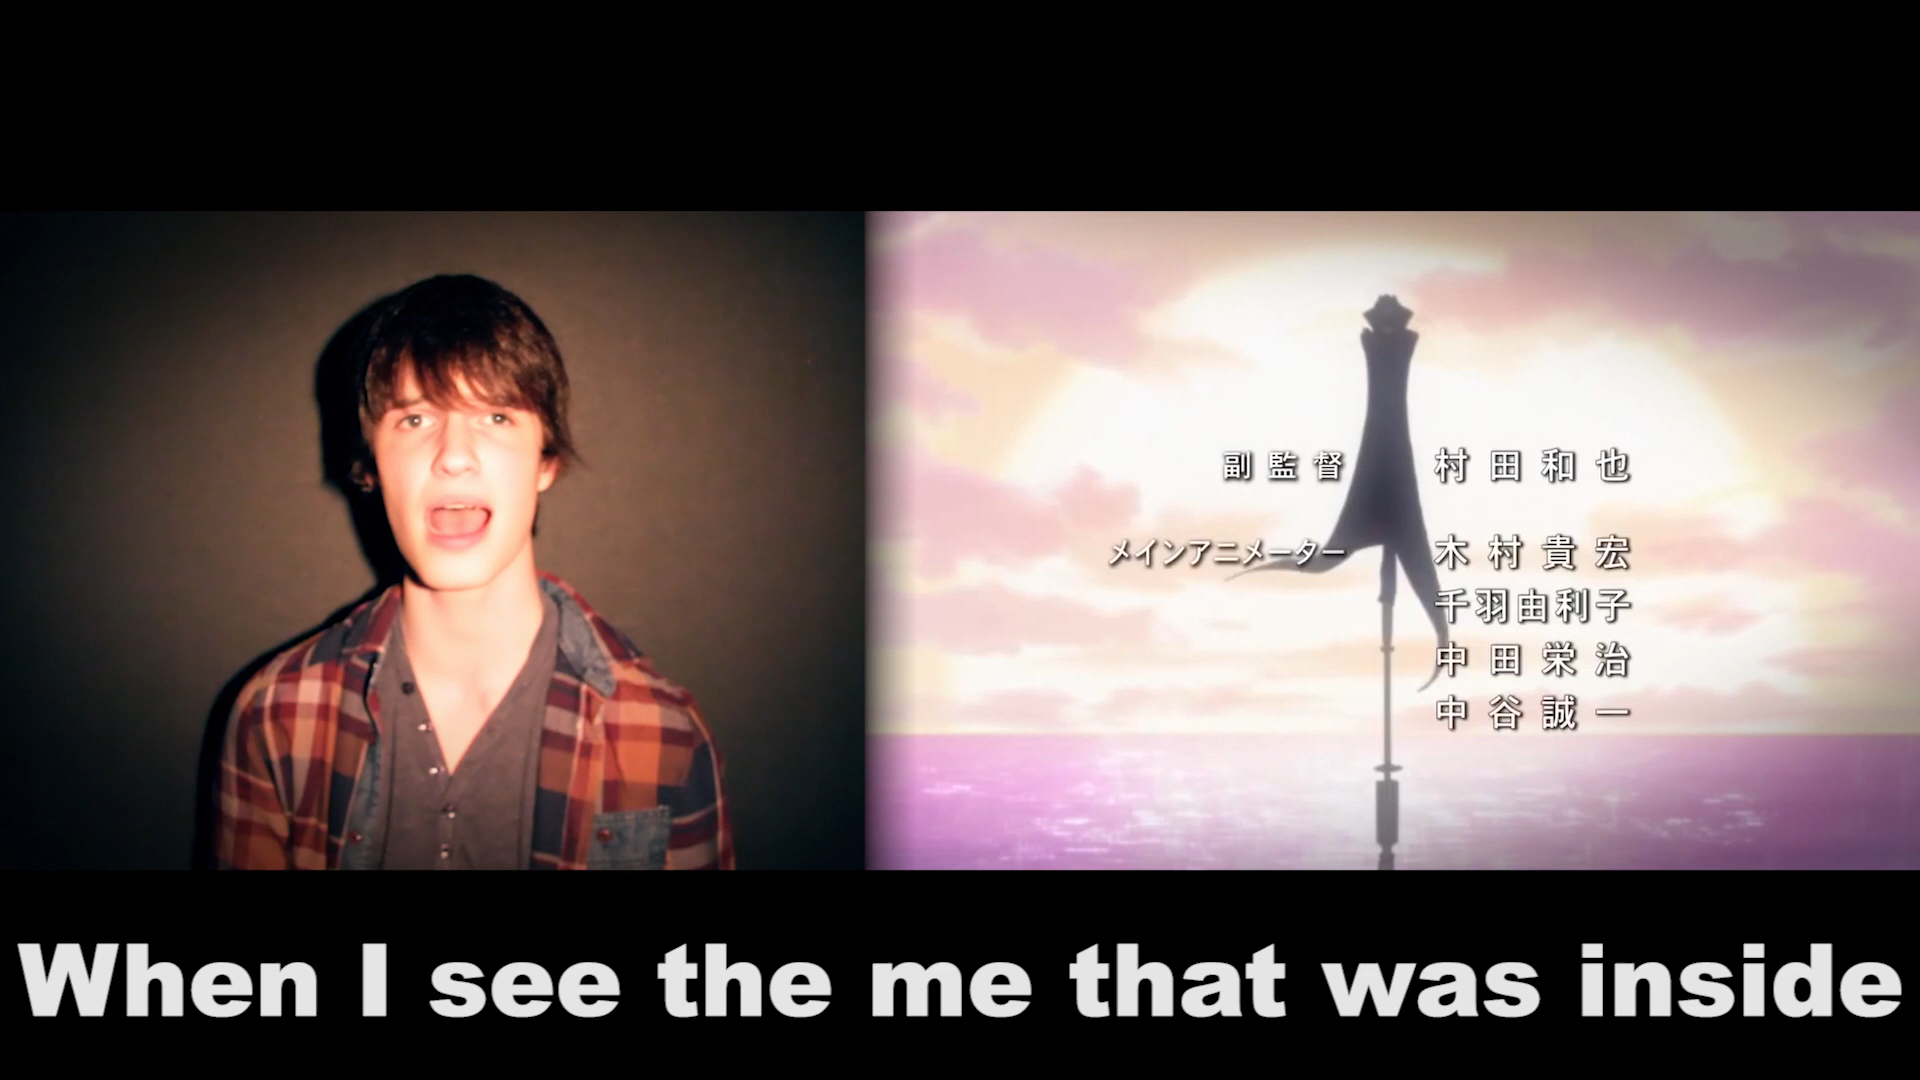 副監督 村田和也
メインアニメーター 木村貴宏
千羽由利子
中田栄治
中谷誠一
When I see the me that was inside